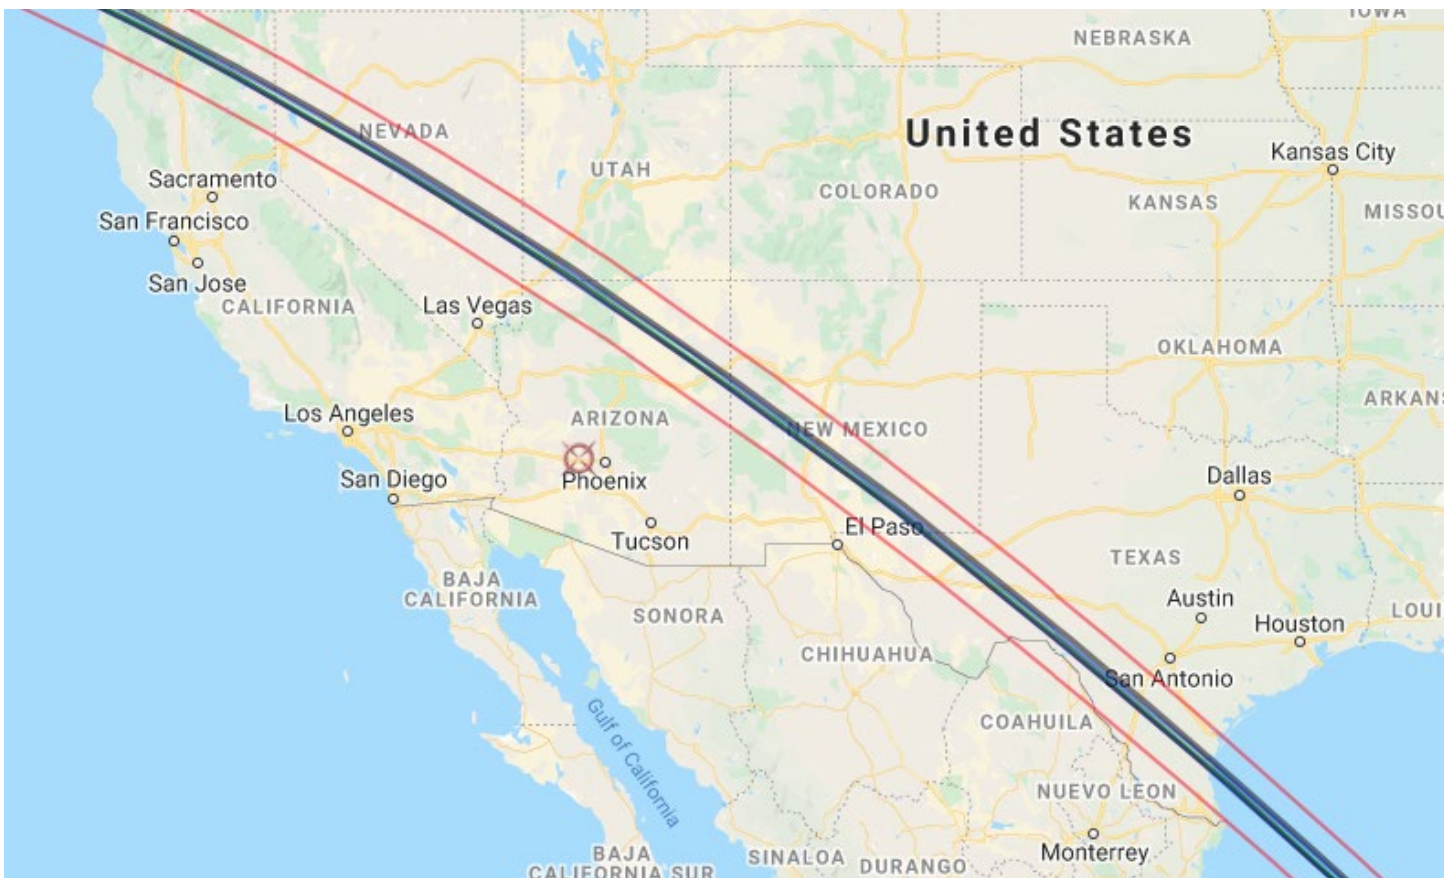 IOWA
NEBRASKA
United States
NEVADA
Kansas City
UTAH
Sacramento
COLORADO
KANSAS
San Francisco
MISSOU
San Jose
CALIFORNIA
Las Vegas
OKLAHOMA
ARKANS
Los Angeles
ARIZONA
NEW MEXICO
San Diego
Phoenix
Dallas
El Paso
Tucson
TEXAS
BAJA
CALIFORNIA
SONORA
Austin
LOUI
Houston
CHIHUAHUA
San Antonio
Gulf of California
COAHUILA
NUEVO LEON
Monterrey
BAJA
CALIFORNIA SUR
SINALOA
DURANGO